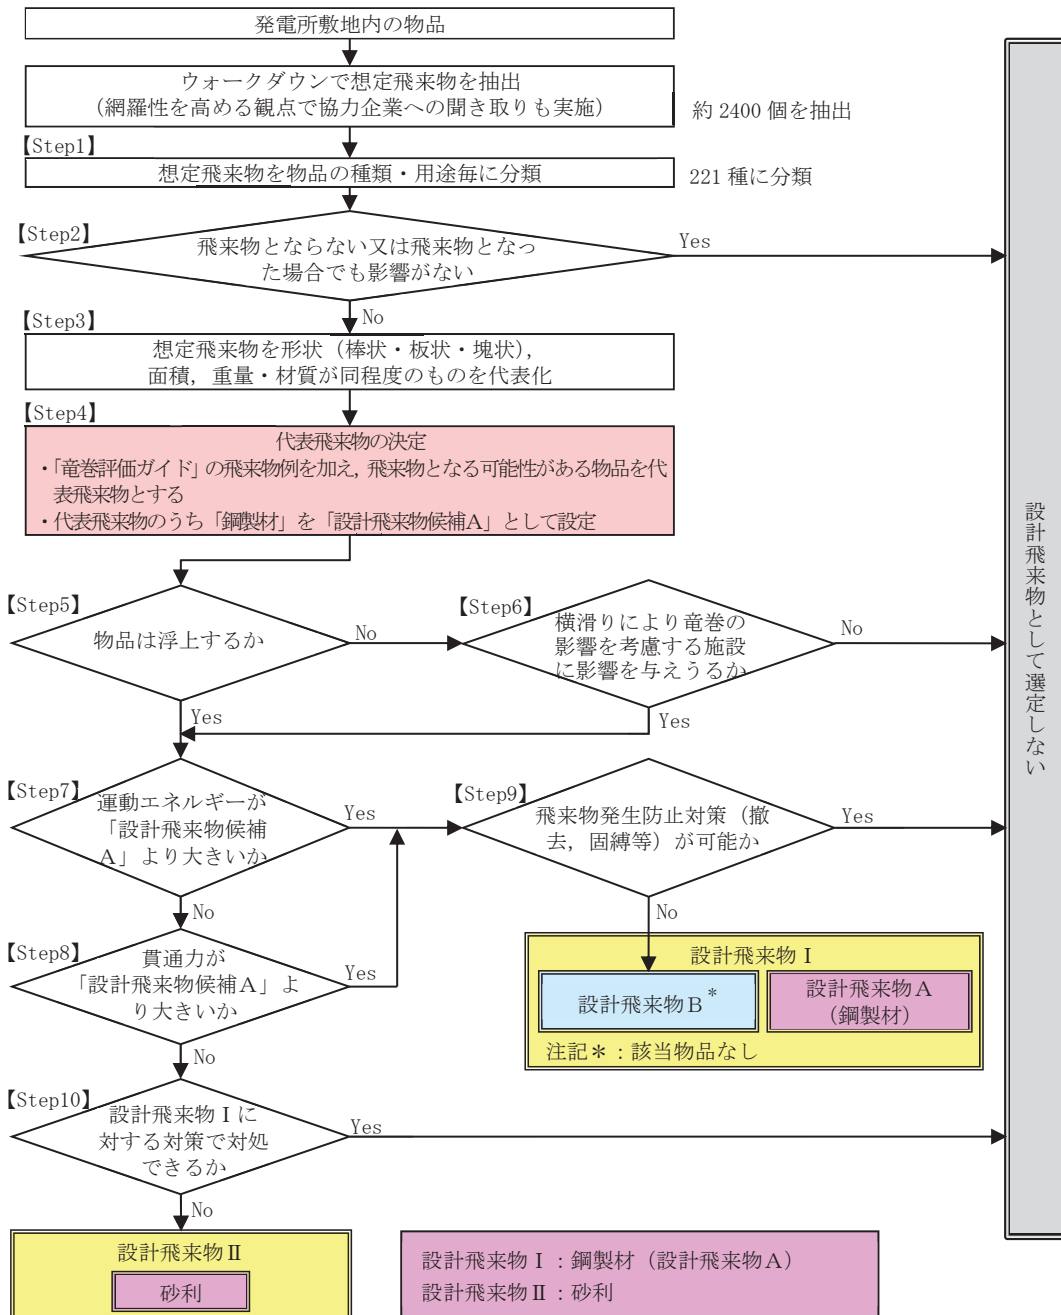 発電所敷地内の物品
ウォークダウンで想定飛来物を抽出
（網羅性を高める観点で協力企業への聞き取りも実施）
約 2400 個を抽出
【Step1】
想定飛来物を物品の種類・用途毎に分類
221 種に分類
【Step2】
飛来物とならない又は飛来物となっ
た場合でも影響がない
Yes
No
【Step3】
想定飛来物を形状（棒状・板状・塊状），
面積，重量・材質が同程度のものを代表化
【Step4】
代表飛来物の決定
・「竜巻評価ガイド」の飛来物例を加え，飛来物となる可能性がある物品を代
表飛来物とする
・代表飛来物のうち「鋼製材」を「設計飛来物候補Ａ」として設定
【Step5】
物品は浮上するか
No
Yes
【Step6】
横滑りにより竜巻の
影響を考慮する施設
に影響を与えうるか
No
Yes
【Step7】
運動エネルギーが
「設計飛来物候補
Ａ」より大きいか
Yes
No
【Step8】
貫通力が
「設計飛来物候補Ａ」よ
り大きいか
Yes
No
【Step9】
飛来物発生防止対策（撤
去，固縛等）が可能か
Yes
No
設計飛来物Ⅰ
設計飛来物Ｂ*
設計飛来物Ａ
（鋼製材）
注記＊：該当物品なし
【Step10】
設計飛来物Ⅰに
対する対策で対処
できるか
Yes
No
設計飛来物Ⅱ
砂利
設計飛来物Ⅰ：鋼製材（設計飛来物Ａ）
設計飛来物Ⅱ：砂利
設計飛来物として選定しない